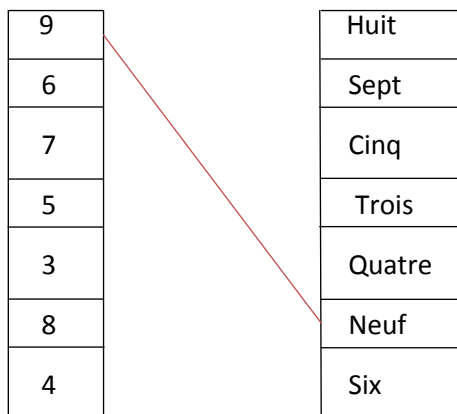 9 Huit
6 Sept
7 Cinq
5 Trois
3 Quatre
8 Neuf
4 Six